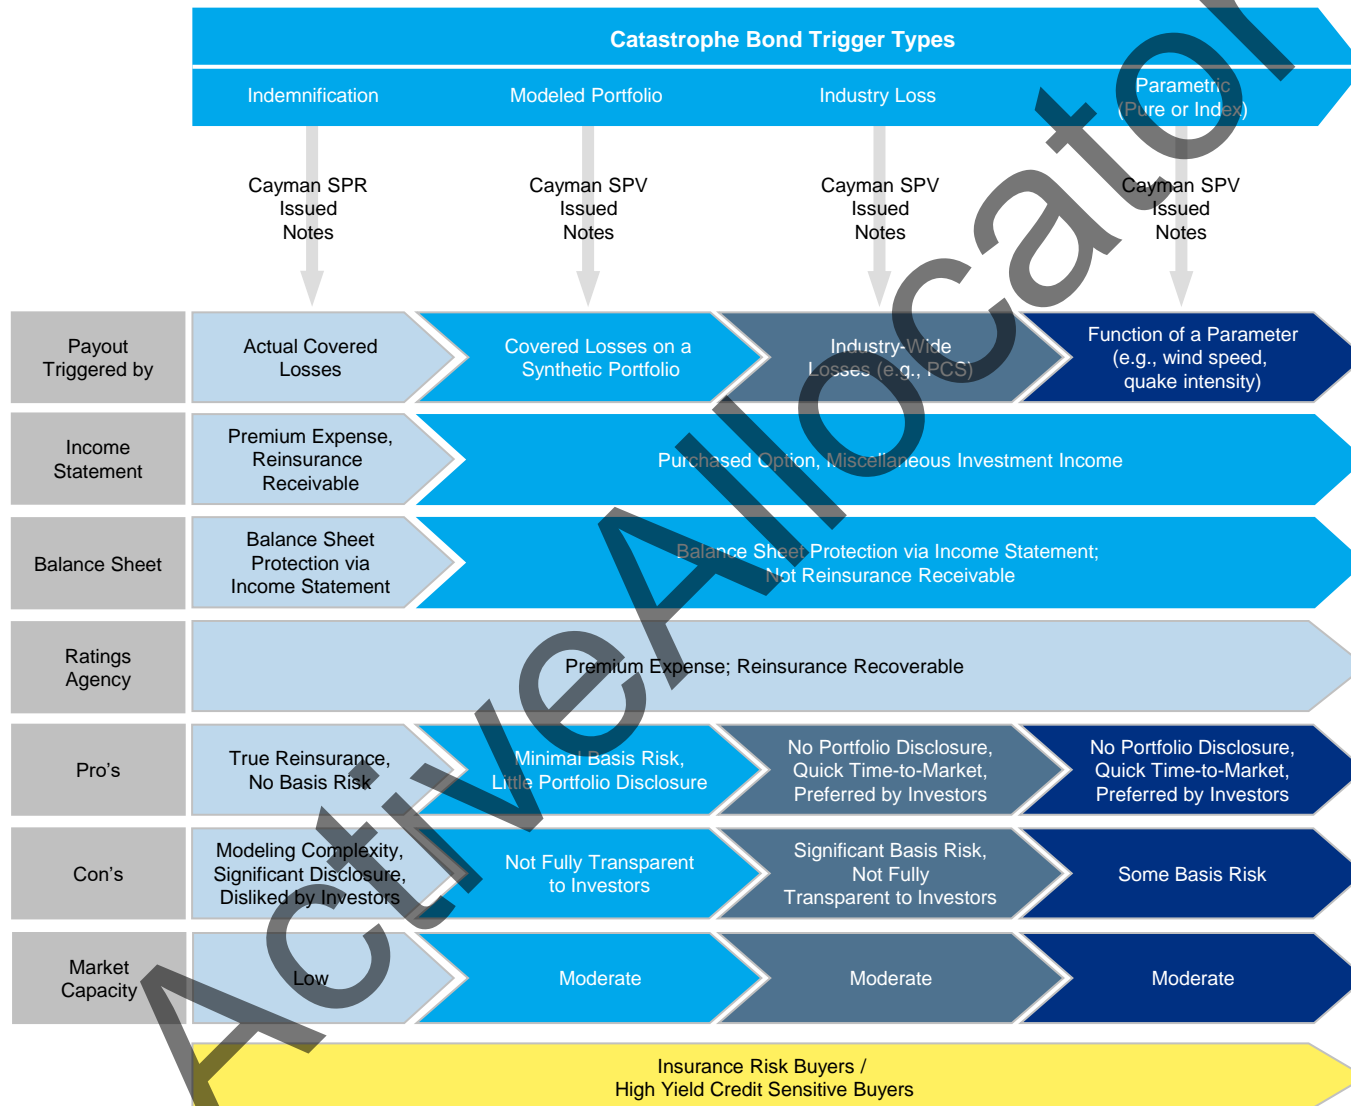 Catastrophe Bond Trigger Types
Indemnification
Modeled Portfolio
Industry Loss
Parametric
(Pure or Index)
Cayman SPR
Issued
Notes
Cayman SPV
Issued
Notes
Cayman SPV
Issued
Notes
Cayman SPV
Issued
Notes
Payout
Triggered by
Actual Covered
Losses
Covered Losses on a
Synthetic Portfolio
Industry-Wide
Losses (e.g., PCS)
Function of a Parameter
(e.g., wind speed,
quake intensity)
Income
Statement
Premium Expense,
Reinsurance
Receivable
Purchased Option, Miscellaneous Investment Income
Balance Sheet
Balance Sheet
Protection via
Income Statement
Balance Sheet Protection via Income Statement;
Not Reinsurance Receivable
Ratings
Agency
Premium Expense; Reinsurance Recoverable
Pro's
True Reinsurance,
No Basis Risk
Minimal Basis Risk,
Little Portfolio Disclosure
No Portfolio Disclosure,
Quick Time-to-Market,
Preferred by Investors
No Portfolio Disclosure,
Quick Time-to-Market,
Preferred by Investors
Con's
Modeling Complexity,
Significant Disclosure,
Disliked by Investors
Not Fully Transparent
to Investors
Significant Basis Risk,
Not Fully
Transparent to Investors
Some Basis Risk
Market
Capacity
Low
Moderate
Moderate
Moderate
Insurance Risk Buyers /
High Yield Credit Sensitive Buyers
ActiveAllocator